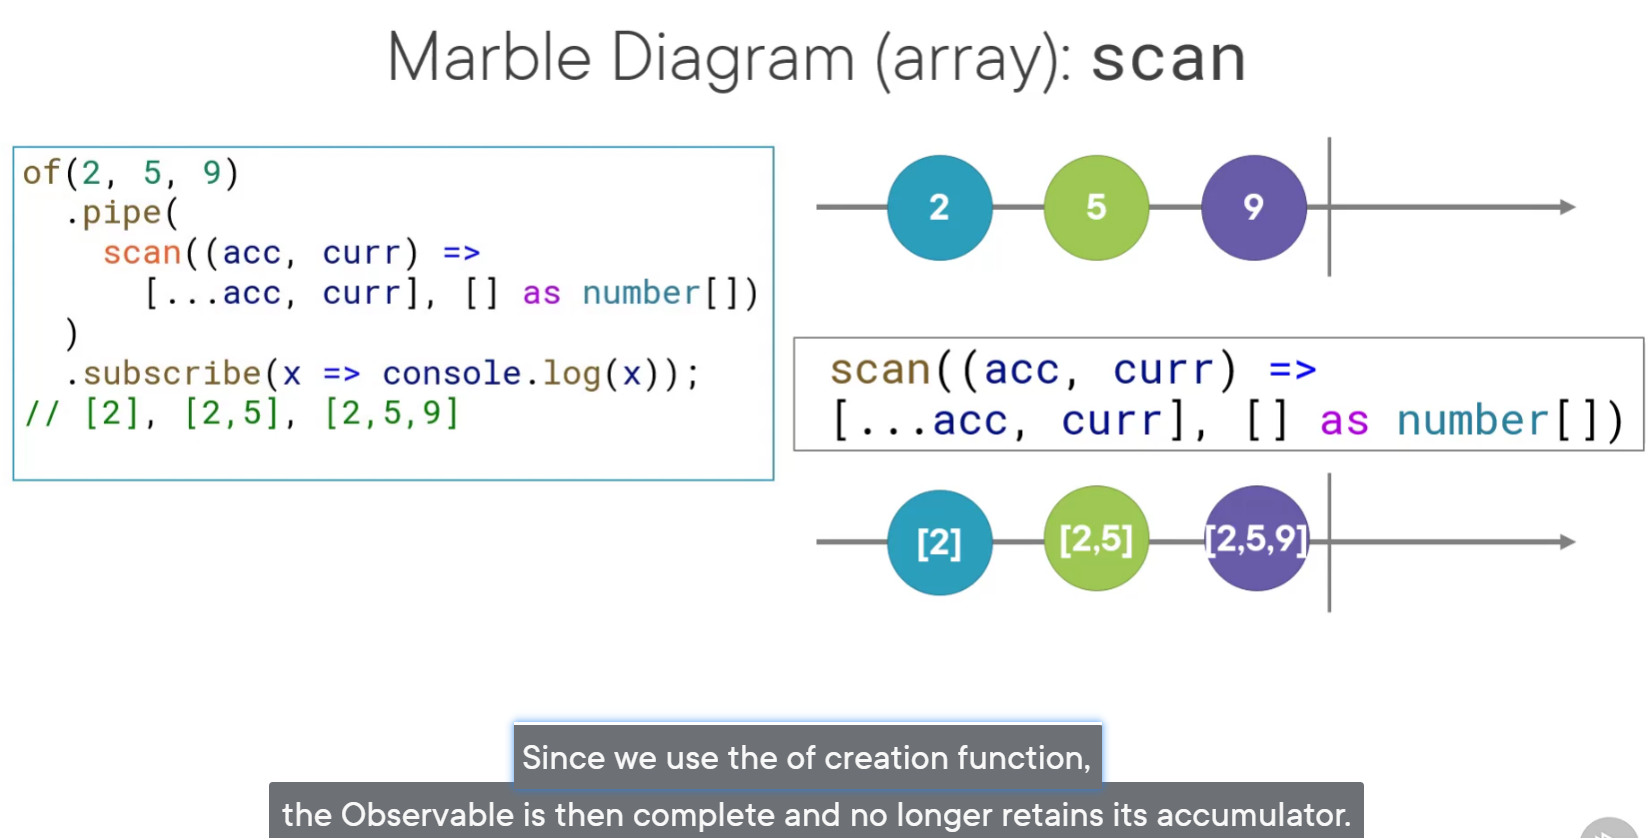 Marble Diagram (array): scan
of(2, 5, 9)
.pipe(
scan((acc, curr) =>
[...acc, curr], [] as number[])
)
.subscribe(x => console.log(x));
// [2], [2,5], [2,5,9]
2 5 9
scan((acc, curr) =>
[...acc, curr], [] as number[])
[2] [2,5] [2,5,9]
Since we use the of creation function,
the Observable is then complete and no longer retains its accumulator.